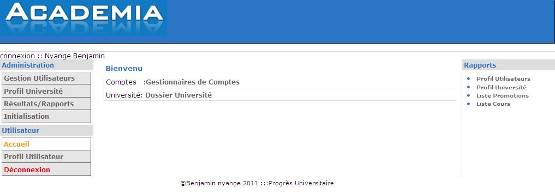 ACADEMIA
connexion :: Nyange Benjamin
Administration
Gestion Utilisateurs
Profil Université
Résultats/Rapports
Initialisation
Utilisateur
Accueil
Profil Utilisateur
Déconnexion
Bienvenu
Comptes :Gestionnaires de Comptes
Université: Dossier Université
Rapports
Profil Utilisateurs
Profil Université
Liste Promotions
Liste Cours
©Benjamin nyange 2011 :::Progrès Universitaire